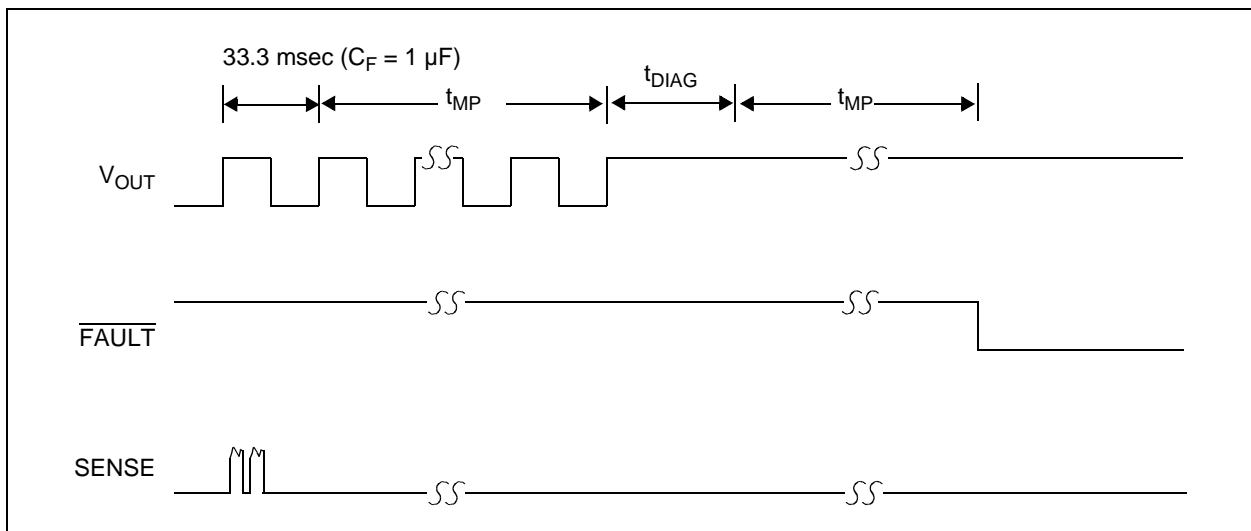 33.3 msec (C_F = 1 µF)
t_DIAG
t_MP
t_MP
V_OUT
FAULT
SENSE